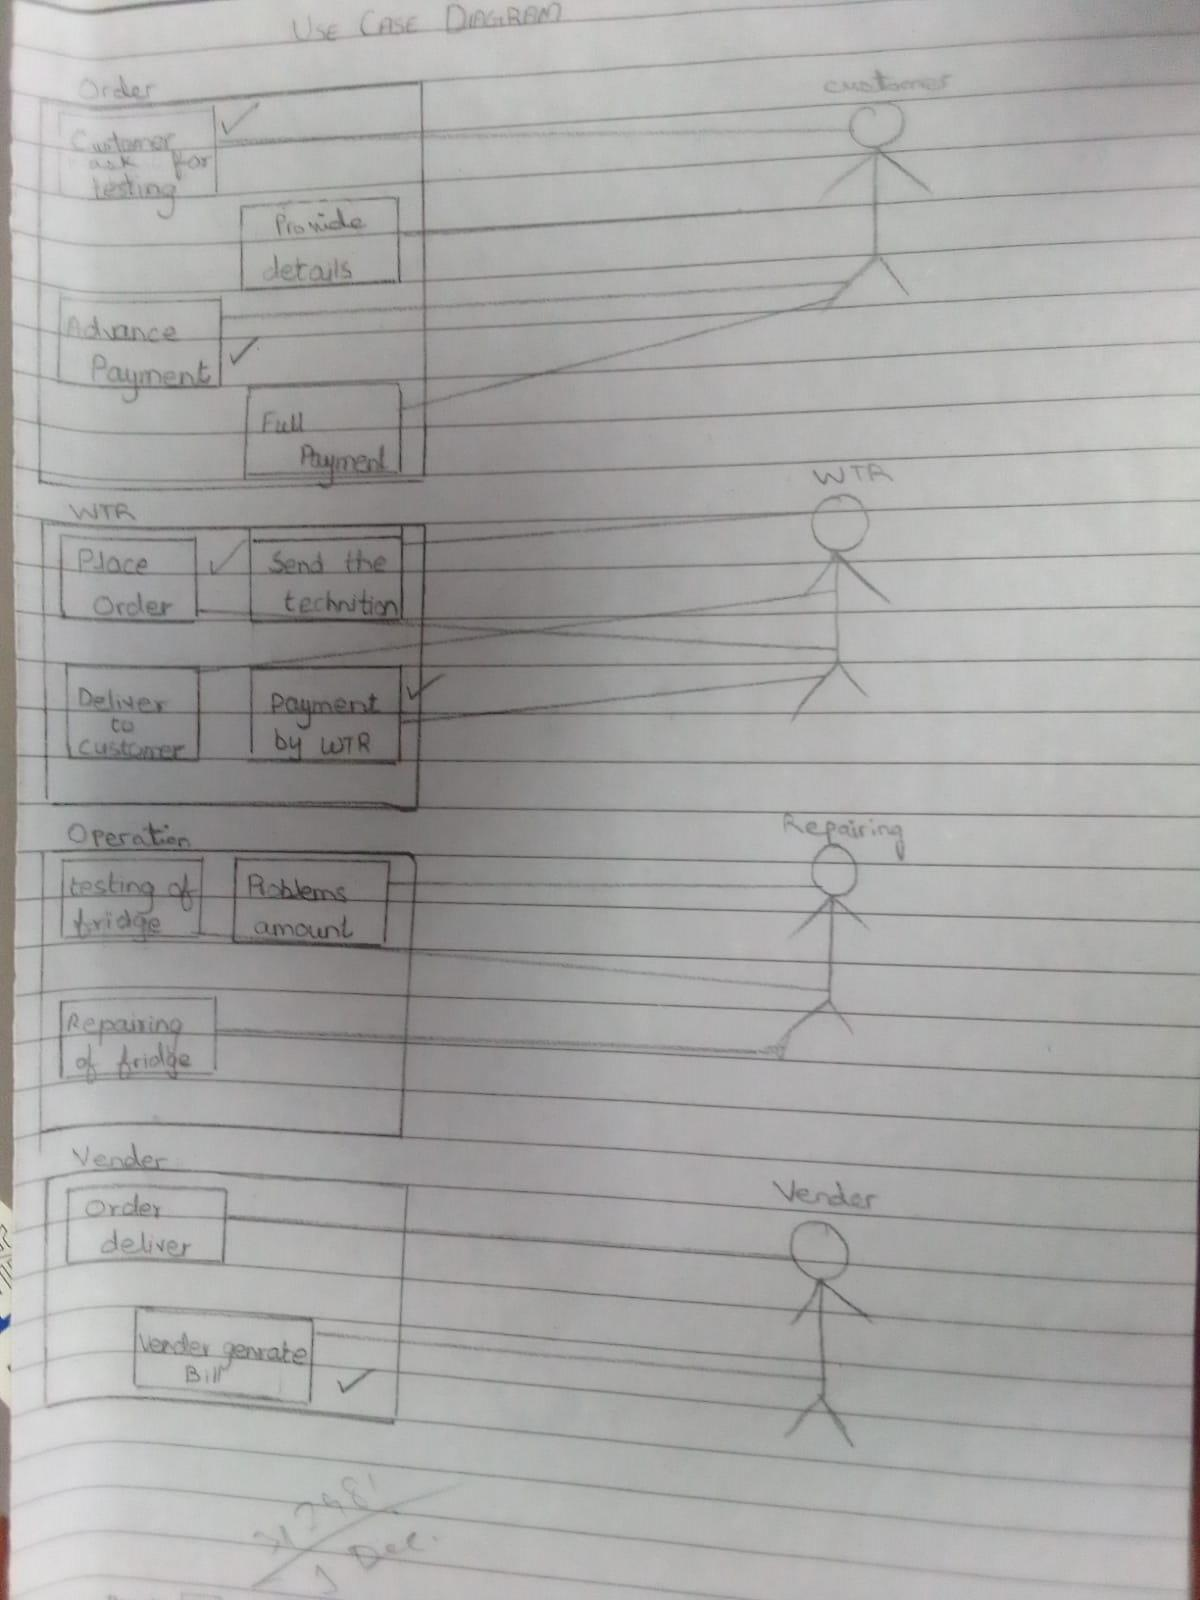 USE CASE DIAGRAM
Order
customer
Customer
ask for
testing
Provide
details
Advance
Payment
Full
Payment
WTR
WTR
Place
Order
Send the
technition
Deliver
to
customer
Payment
by WTR
Operation
Repairing
testing of
fridge
Problems
amount
Repairing
of fridge
Vender
Vender
Order
deliver
Vender genrate
Bill
Dec.